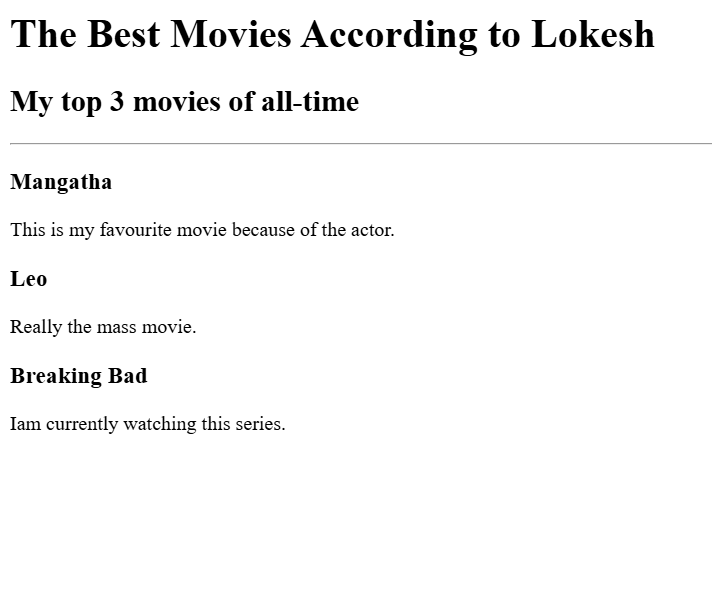 The Best Movies According to Lokesh
My top 3 movies of all-time
Mangatha
This is my favourite movie because of the actor.
Leo
Really the mass movie.
Breaking Bad
Iam currently watching this series.